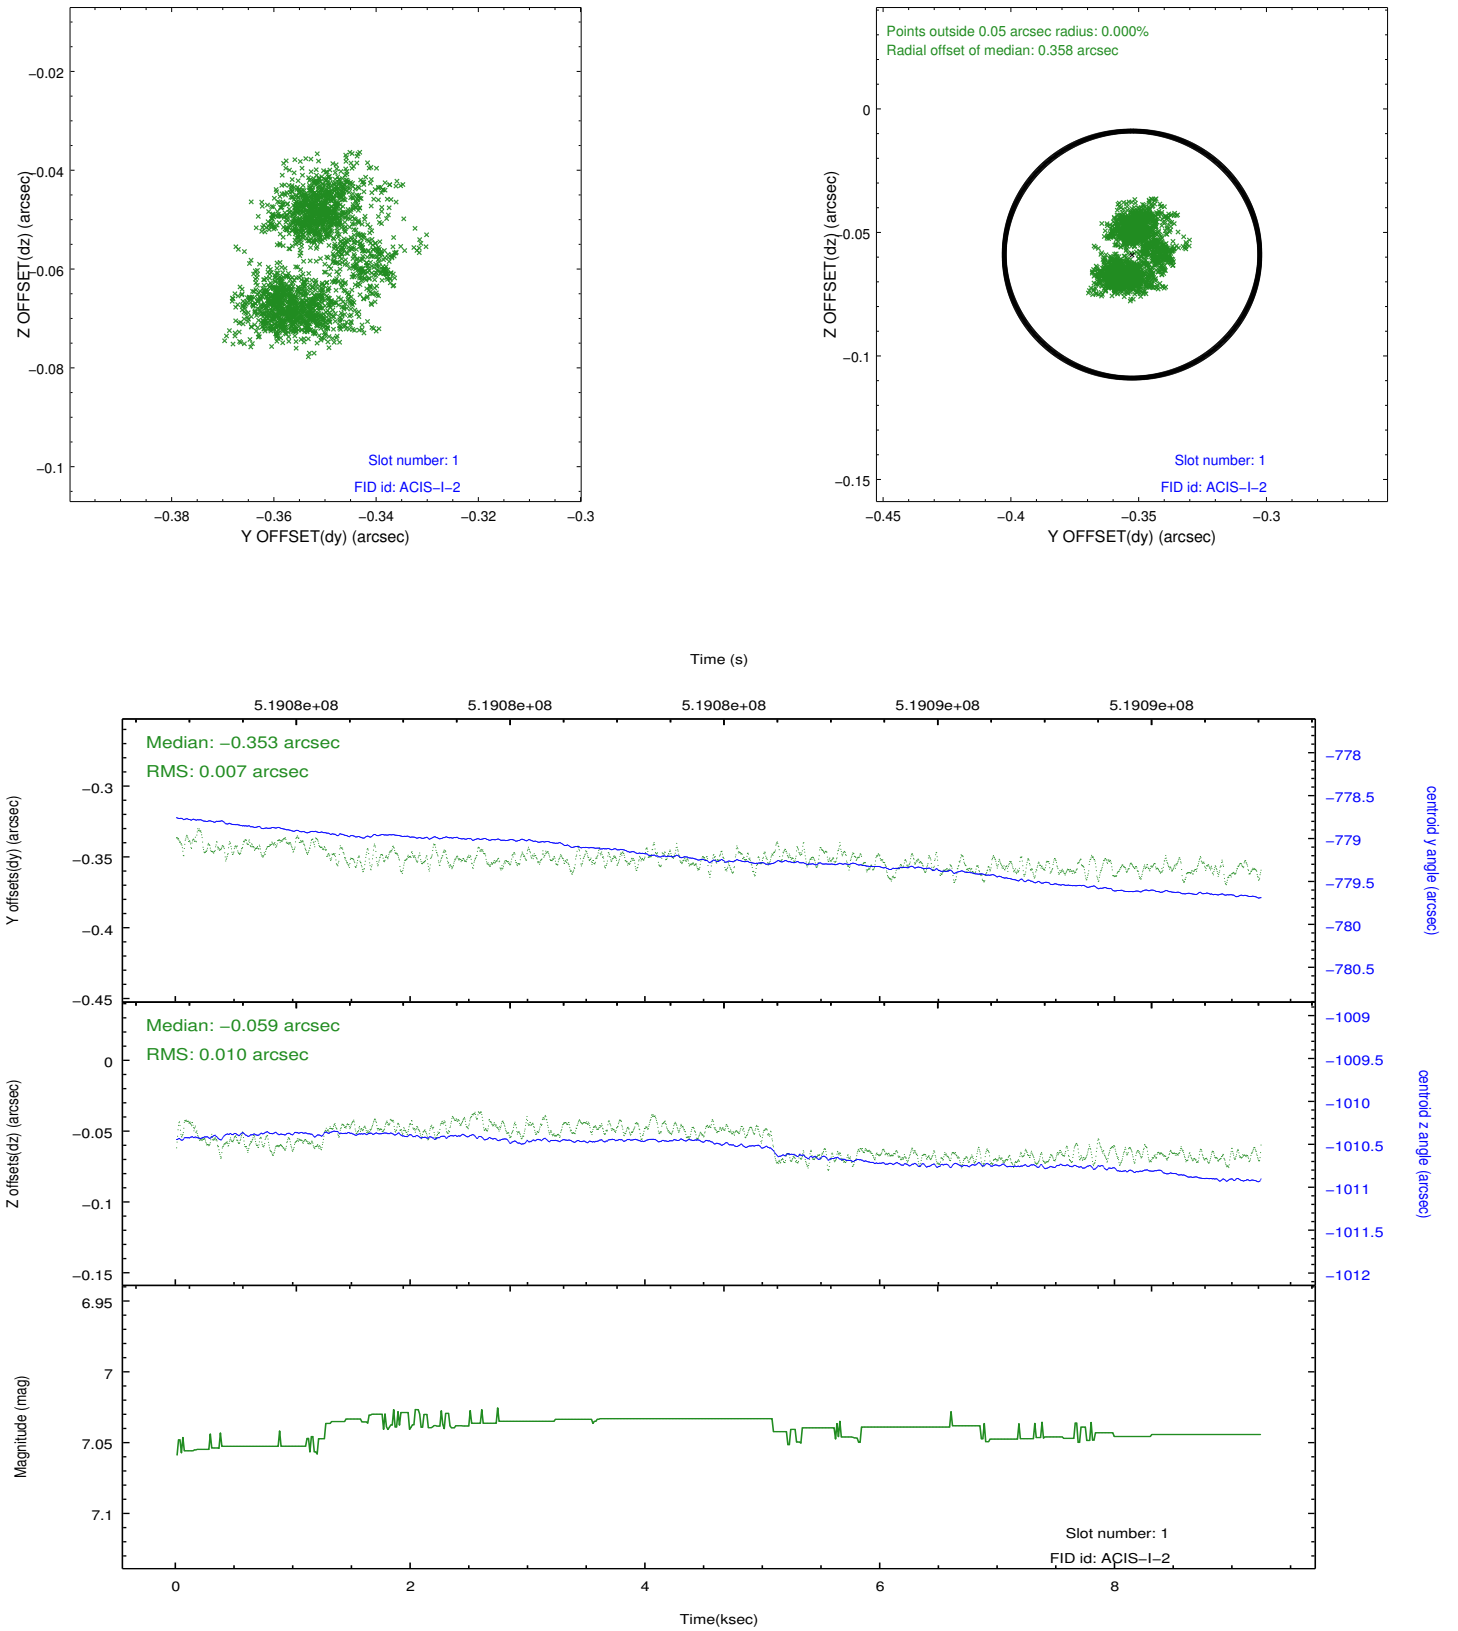 −0.02
−0.04
−0.06
−0.08
−0.1
Z OFFSET(dz) (arcsec)
Slot number: 1
FID id: ACIS−I−2
−0.38
−0.36
−0.34
−0.32
−0.3
Y OFFSET(dy) (arcsec)
Points outside 0.05 arcsec radius: 0.000%
Radial offset of median: 0.358 arcsec
0
−0.05
−0.1
−0.15
Z OFFSET(dz) (arcsec)
Slot number: 1
FID id: ACIS−I−2
−0.45
−0.4
−0.35
−0.3
Y OFFSET(dy) (arcsec)
Time (s)
5.1908e+08
5.1908e+08
5.1908e+08
5.1909e+08
5.1909e+08
Median: −0.353 arcsec
RMS: 0.007 arcsec
−0.3
−0.35
−0.4
−0.45
Y offsets(dy) (arcsec)
−778
−778.5
−779
−779.5
−780
−780.5
centroid y angle (arcsec)
Median: −0.059 arcsec
RMS: 0.010 arcsec
0
−0.05
−0.1
−0.15
Z offsets(dz) (arcsec)
−1009
−1009.5
−1010
−1010.5
−1011
−1011.5
−1012
centroid z angle (arcsec)
6.95
7
7.05
7.1
Magnitude (mag)
Slot number: 1
FID id: ACIS−I−2
0
2
4
6
8
Time(ksec)